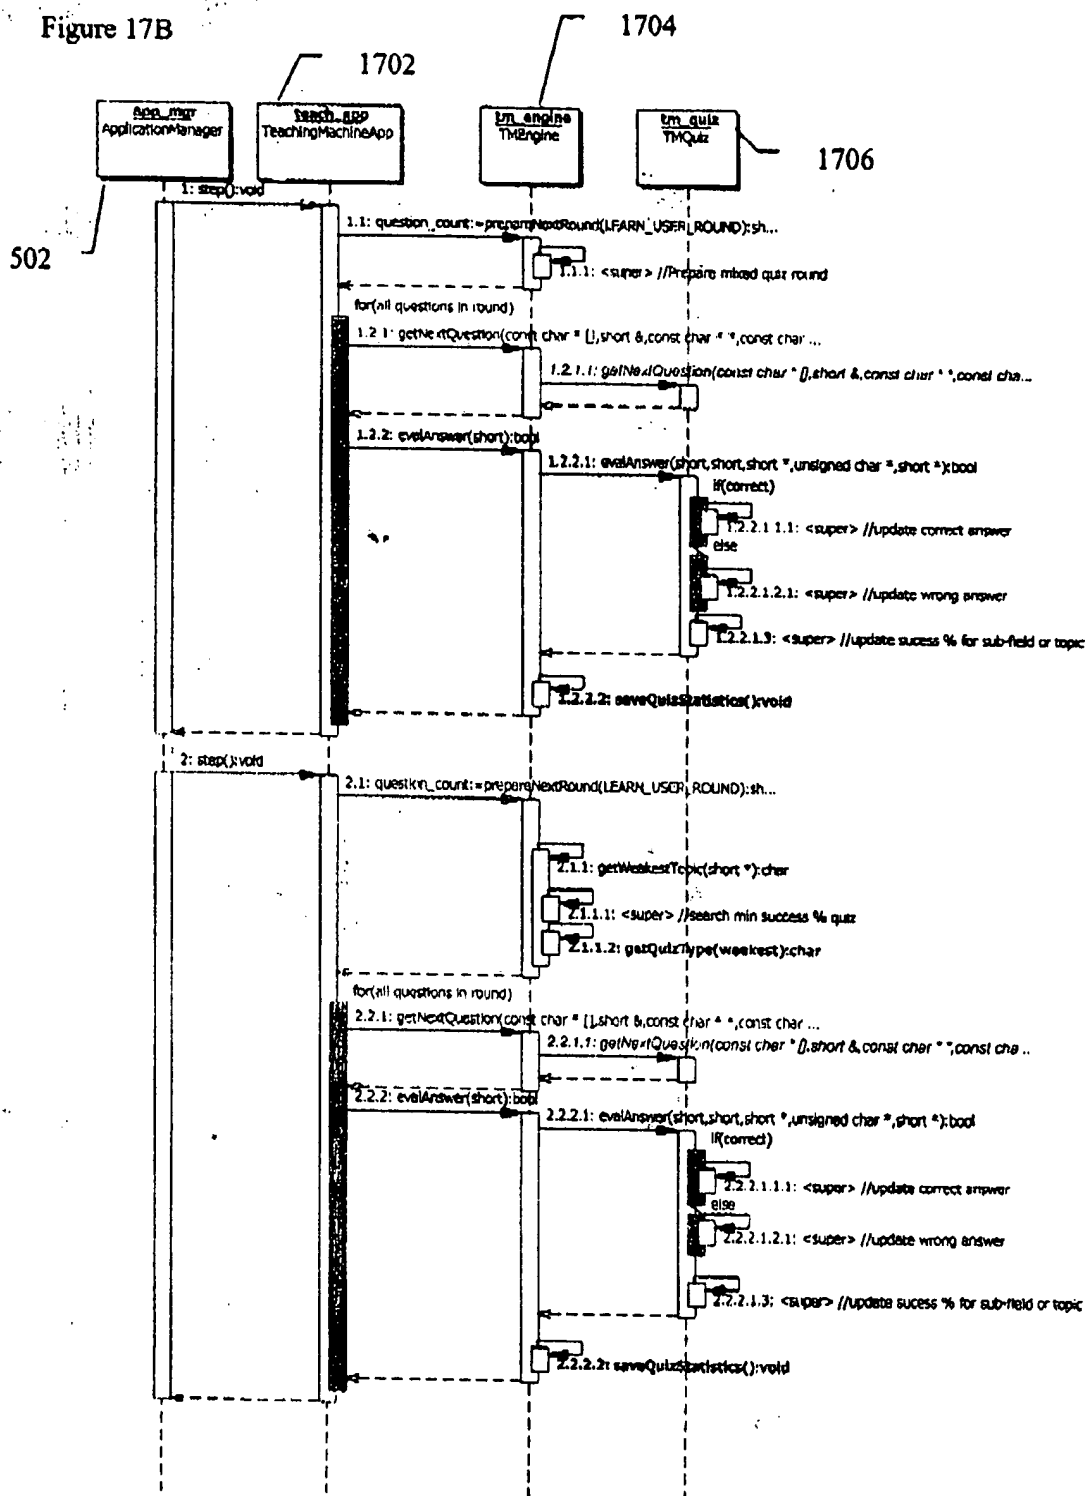 Figure 17B
1704
1702
app_mgr
ApplicationManager
teach_app
TeachingMachineApp
tm_engine
TMEngine
tm_quiz
TMQuiz
1706
502
1: step():void
1.1: question_count:=prepareNextRound(LEARN_USER_ROUND):sh...
1.1.1: <super> //Prepare mixed quiz round
for(all questions in round)
1.2.1: getNextQuestion(const char * [],short &,const char * *,const char ...
1.2.1.1: getNextQuestion(const char * [],short &,const char * *,const cha...
1.2.2: evalAnswer(short):bool
1.2.2.1: evalAnswer(short,short,short *,unsigned char *,short *):bool
if(correct)
1.2.2.1.1.1: <super> //update correct answer
else
1.2.2.1.2.1: <super> //update wrong answer
1.2.2.1.3: <super> //update sucess % for sub-field or topic
1.2.2.2: saveQuizStatistics():void
2: step():void
2.1: question_count:=prepareNextRound(LEARN_USER_ROUND):sh...
2.1.1: getWeakestTopic(short *):char
2.1.1.1: <super> //search min success % quiz
2.1.1.2: getQuizType(weakest):char
for(all questions in round)
2.2.1: getNextQuestion(const char * [],short &,const char * *,const char ...
2.2.1.1: getNextQuestion(const char * [],short &,const char * *,const cha..
2.2.2: evalAnswer(short):bool
2.2.2.1: evalAnswer(short,short,short *,unsigned char *,short *):bool
if(correct)
2.2.2.1.1.1: <super> //update correct answer
else
2.2.2.1.2.1: <super> //update wrong answer
2.2.2.1.3: <super> //update sucess % for sub-field or topic
2.2.2.2: saveQuizStatistics():void